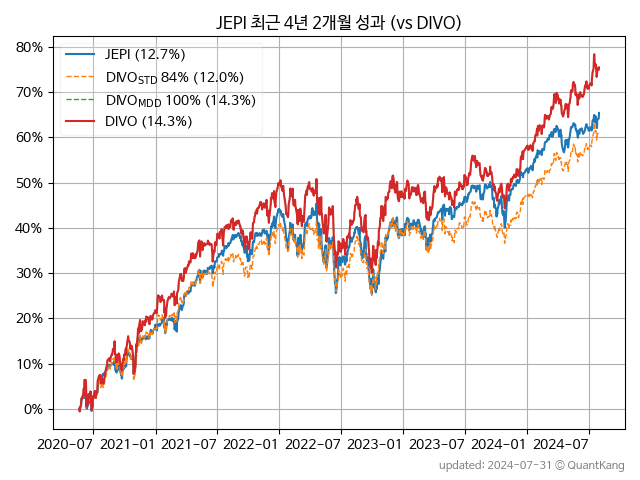 JEPI 최근 4년 2개월 성과 (vs DIVO)
JEPI (12.7%)
DIVO_STD 84% (12.0%)
DIVO_MDD 100% (14.3%)
DIVO (14.3%)
80%
70%
60%
50%
40%
30%
20%
10%
0%
2020-07 2021-01 2021-07 2022-01 2022-07 2023-01 2023-07 2024-01 2024-07
updated: 2024-07-31 © QuantKang